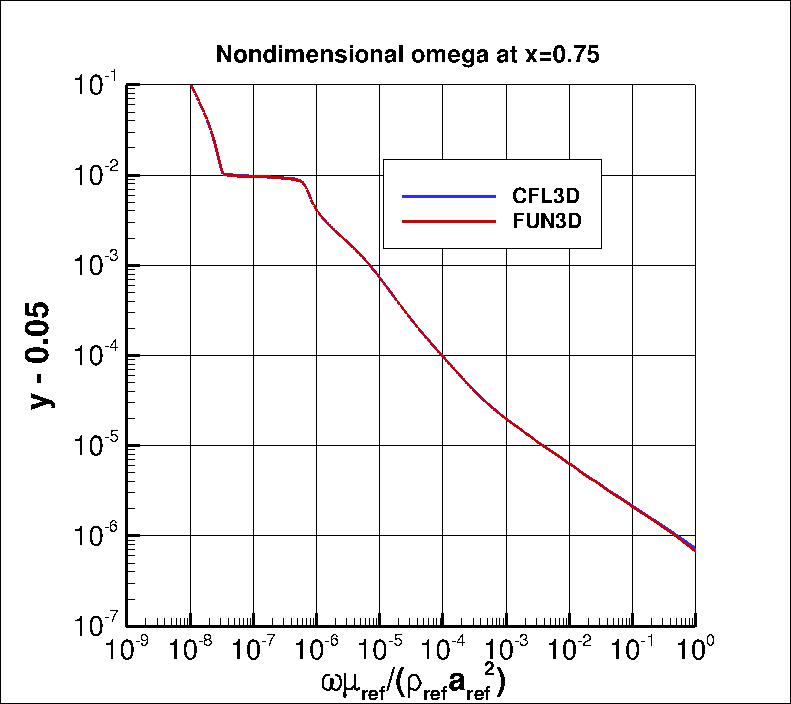 Nondimensional omega at x=0.75
10^-1
10^-2
10^-3
10^-4
10^-5
10^-6
10^-7
y - 0.05
CFL3D
FUN3D
10^-9 10^-8 10^-7 10^-6 10^-5 10^-4 10^-3 10^-2 10^-1 10^0
ωμ_ref/(ρ_ref a_ref^2)